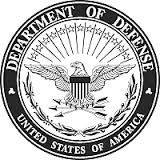 DEPARTMENT OF DEFENSE
UNITED STATES OF AMERICA